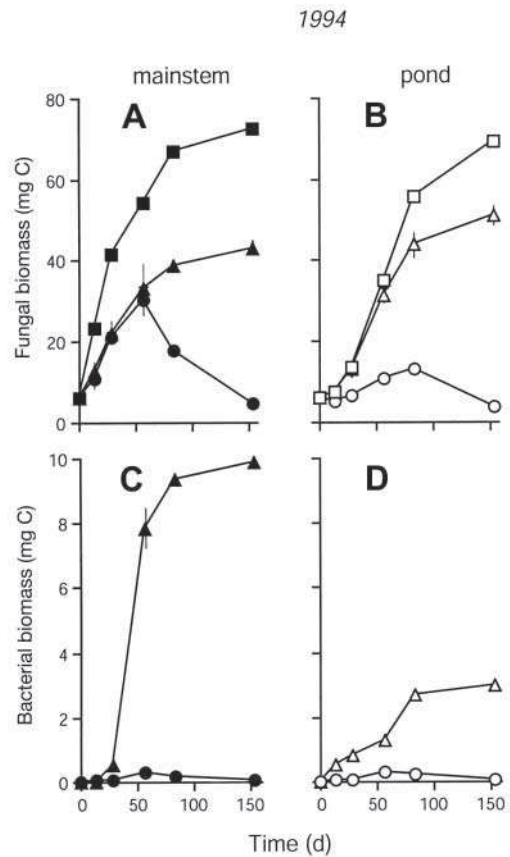 1994
mainstem pond
A B
80
60
40
20
0
Fungal biomass (mg C)
C D
10
8
6
4
2
0
Bacterial biomass (mg C)
0 50 100 150 0 50 100 150
Time (d)